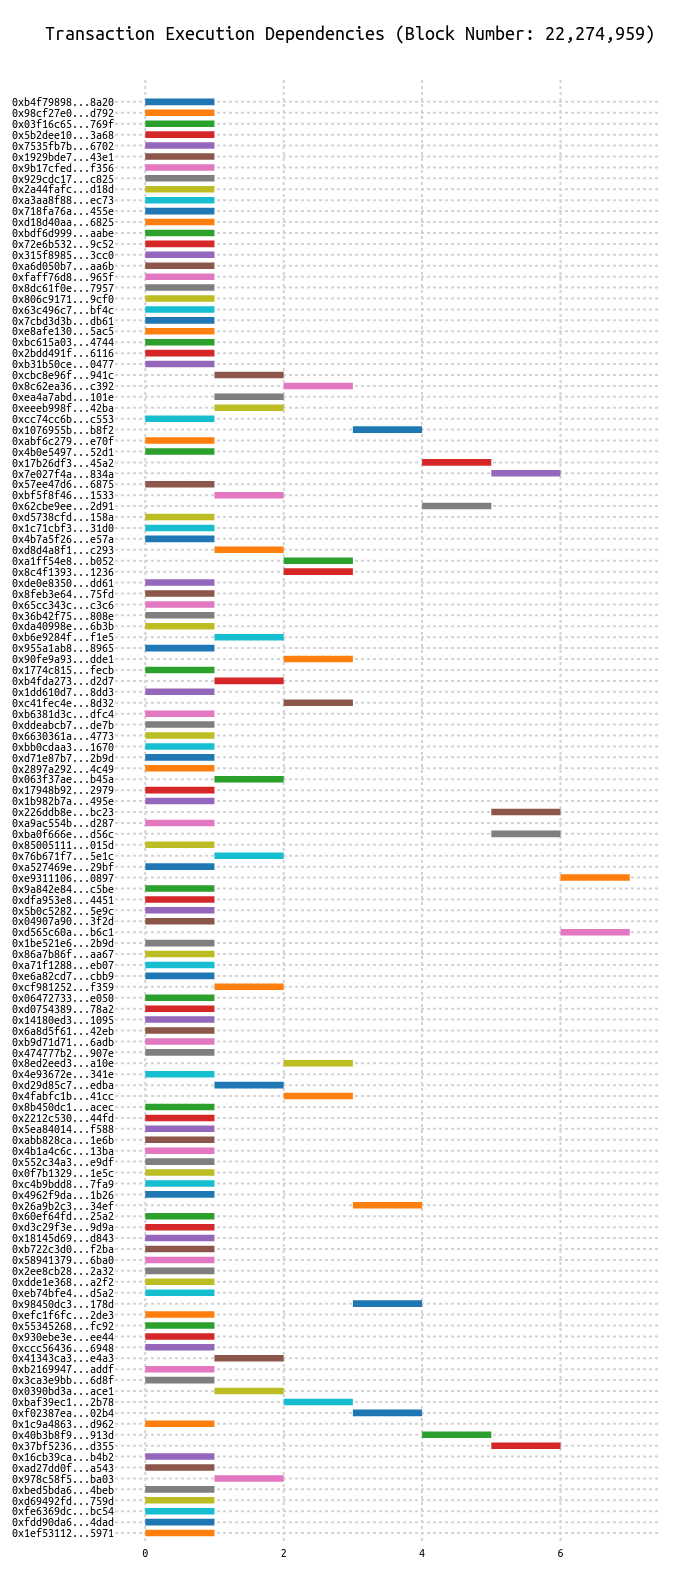 Transaction Execution Dependencies (Block Number: 22,274,959)
0xb4f79898...8a20
0x98cf27e0...d792
0x03f16c65...769f
0x5b2dee10...3a68
0x7535fb7b...6702
0x1929bde7...43e1
0x9b17cfed...f356
0x929cdc17...c825
0x2a44fafc...d18d
0xa3aa8f88...ec73
0x718fa76a...455e
0xd18d40aa...6825
0xbdf6d999...aabe
0x72e6b532...9c52
0x315f8985...3cc0
0xa6d050b7...aa6b
0xfaff76d8...965f
0x8dc61f0e...7957
0x806c9171...9cf0
0x63c496c7...bf4c
0x7cbd3d3b...db61
0xe8afe130...5ac5
0xbc615a03...4744
0x2bdd491f...6116
0xb31b50ce...0477
0xcbc8e96f...941c
0x8c62ea36...c392
0xea4a7abd...101e
0xeeeb998f...42ba
0xcc74cc6b...c553
0x1076955b...b8f2
0xabf6c279...e70f
0x4b0e5497...52d1
0x17b26df3...45a2
0x7e027f4a...834a
0x57ee47d6...6875
0xbf5f8f46...1533
0x62cbe9ee...2d91
0xd5738cfd...158a
0x1c71cbf3...31d0
0x4b7a5f26...e57a
0xd8d4a8f1...c293
0xa1ff54e8...b052
0x8c4f1393...1236
0xde0e8350...dd61
0x8feb3e64...75fd
0x65cc343c...c3c6
0x36b42f75...808e
0xda40998e...6b3b
0xb6e9284f...f1e5
0x955a1ab8...8965
0x90fe9a93...dde1
0x1774c815...fecb
0xb4fda273...d2d7
0x1dd610d7...8dd3
0xc41fec4e...8d32
0xb6381d3c...dfc4
0xddeabcb7...de7b
0x6630361a...4773
0xbb0cdaa3...1670
0xd71e87b7...2b9d
0x2897a292...4c49
0x063f37ae...b45a
0x17948b92...2979
0x1b982b7a...495e
0x226ddb8e...bc23
0xa9ac554b...d287
0xba0f666e...d56c
0x85005111...015d
0x76b671f7...5e1c
0xa527469e...29bf
0xe9311106...0897
0x9a842e84...c5be
0xdfa953e8...4451
0x5b0c5282...5e9c
0x04907a90...3f2d
0xd565c60a...b6c1
0x1be521e6...2b9d
0x86a7b86f...aa67
0xa71f1288...eb07
0xe6a82cd7...cbb9
0xcf981252...f359
0x06472733...e050
0xd0754389...78a2
0x14180ed3...1095
0x6a8d5f61...42eb
0xb9d71d71...6adb
0x474777b2...907e
0x8ed2eed3...a10e
0x4e93672e...341e
0xd29d85c7...edba
0x4fabfc1b...41cc
0x8b450dc1...acec
0x2212c530...44fd
0x5ea84014...f588
0xabb828ca...1e6b
0x4b1a4c6c...13ba
0x552c34a3...e9df
0x0f7b1329...1e5c
0xc4b9bdd8...7fa9
0x4962f9da...1b26
0x26a9b2c3...34ef
0x60ef64fd...25a2
0xd3c29f3e...9d9a
0x18145d69...d843
0xb722c3d0...f2ba
0x58941379...6ba0
0x2ee8cb28...2a32
0xdde1e368...a2f2
0xeb74bfe4...d5a2
0x98450dc3...178d
0xefc1f6fc...2de3
0x55345268...fc92
0x930ebe3e...ee44
0xccc56436...6948
0x41343ca3...e4a3
0xb2169947...addf
0x3ca3e9bb...6d8f
0x0390bd3a...ace1
0xbaf39ec1...2b78
0xf02387ea...02b4
0x1c9a4863...d962
0x40b3b8f9...913d
0x37bf5236...d355
0x16cb39ca...b4b2
0xad27dd0f...a543
0x978c58f5...ba03
0xbed5bda6...4beb
0xd69492fd...759d
0xfe6369dc...bc54
0xfdd90da6...4dad
0x1ef53112...5971
0 2 4 6